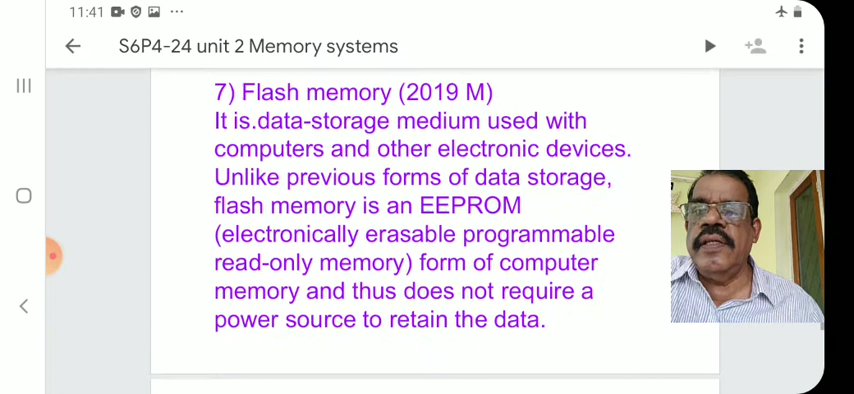 11:41
S6P4-24 unit 2 Memory systems
7) Flash memory (2019 M)
It is.data-storage medium used with
computers and other electronic devices.
Unlike previous forms of data storage,
flash memory is an EEPROM
(electronically erasable programmable
read-only memory) form of computer
memory and thus does not require a
power source to retain the data.